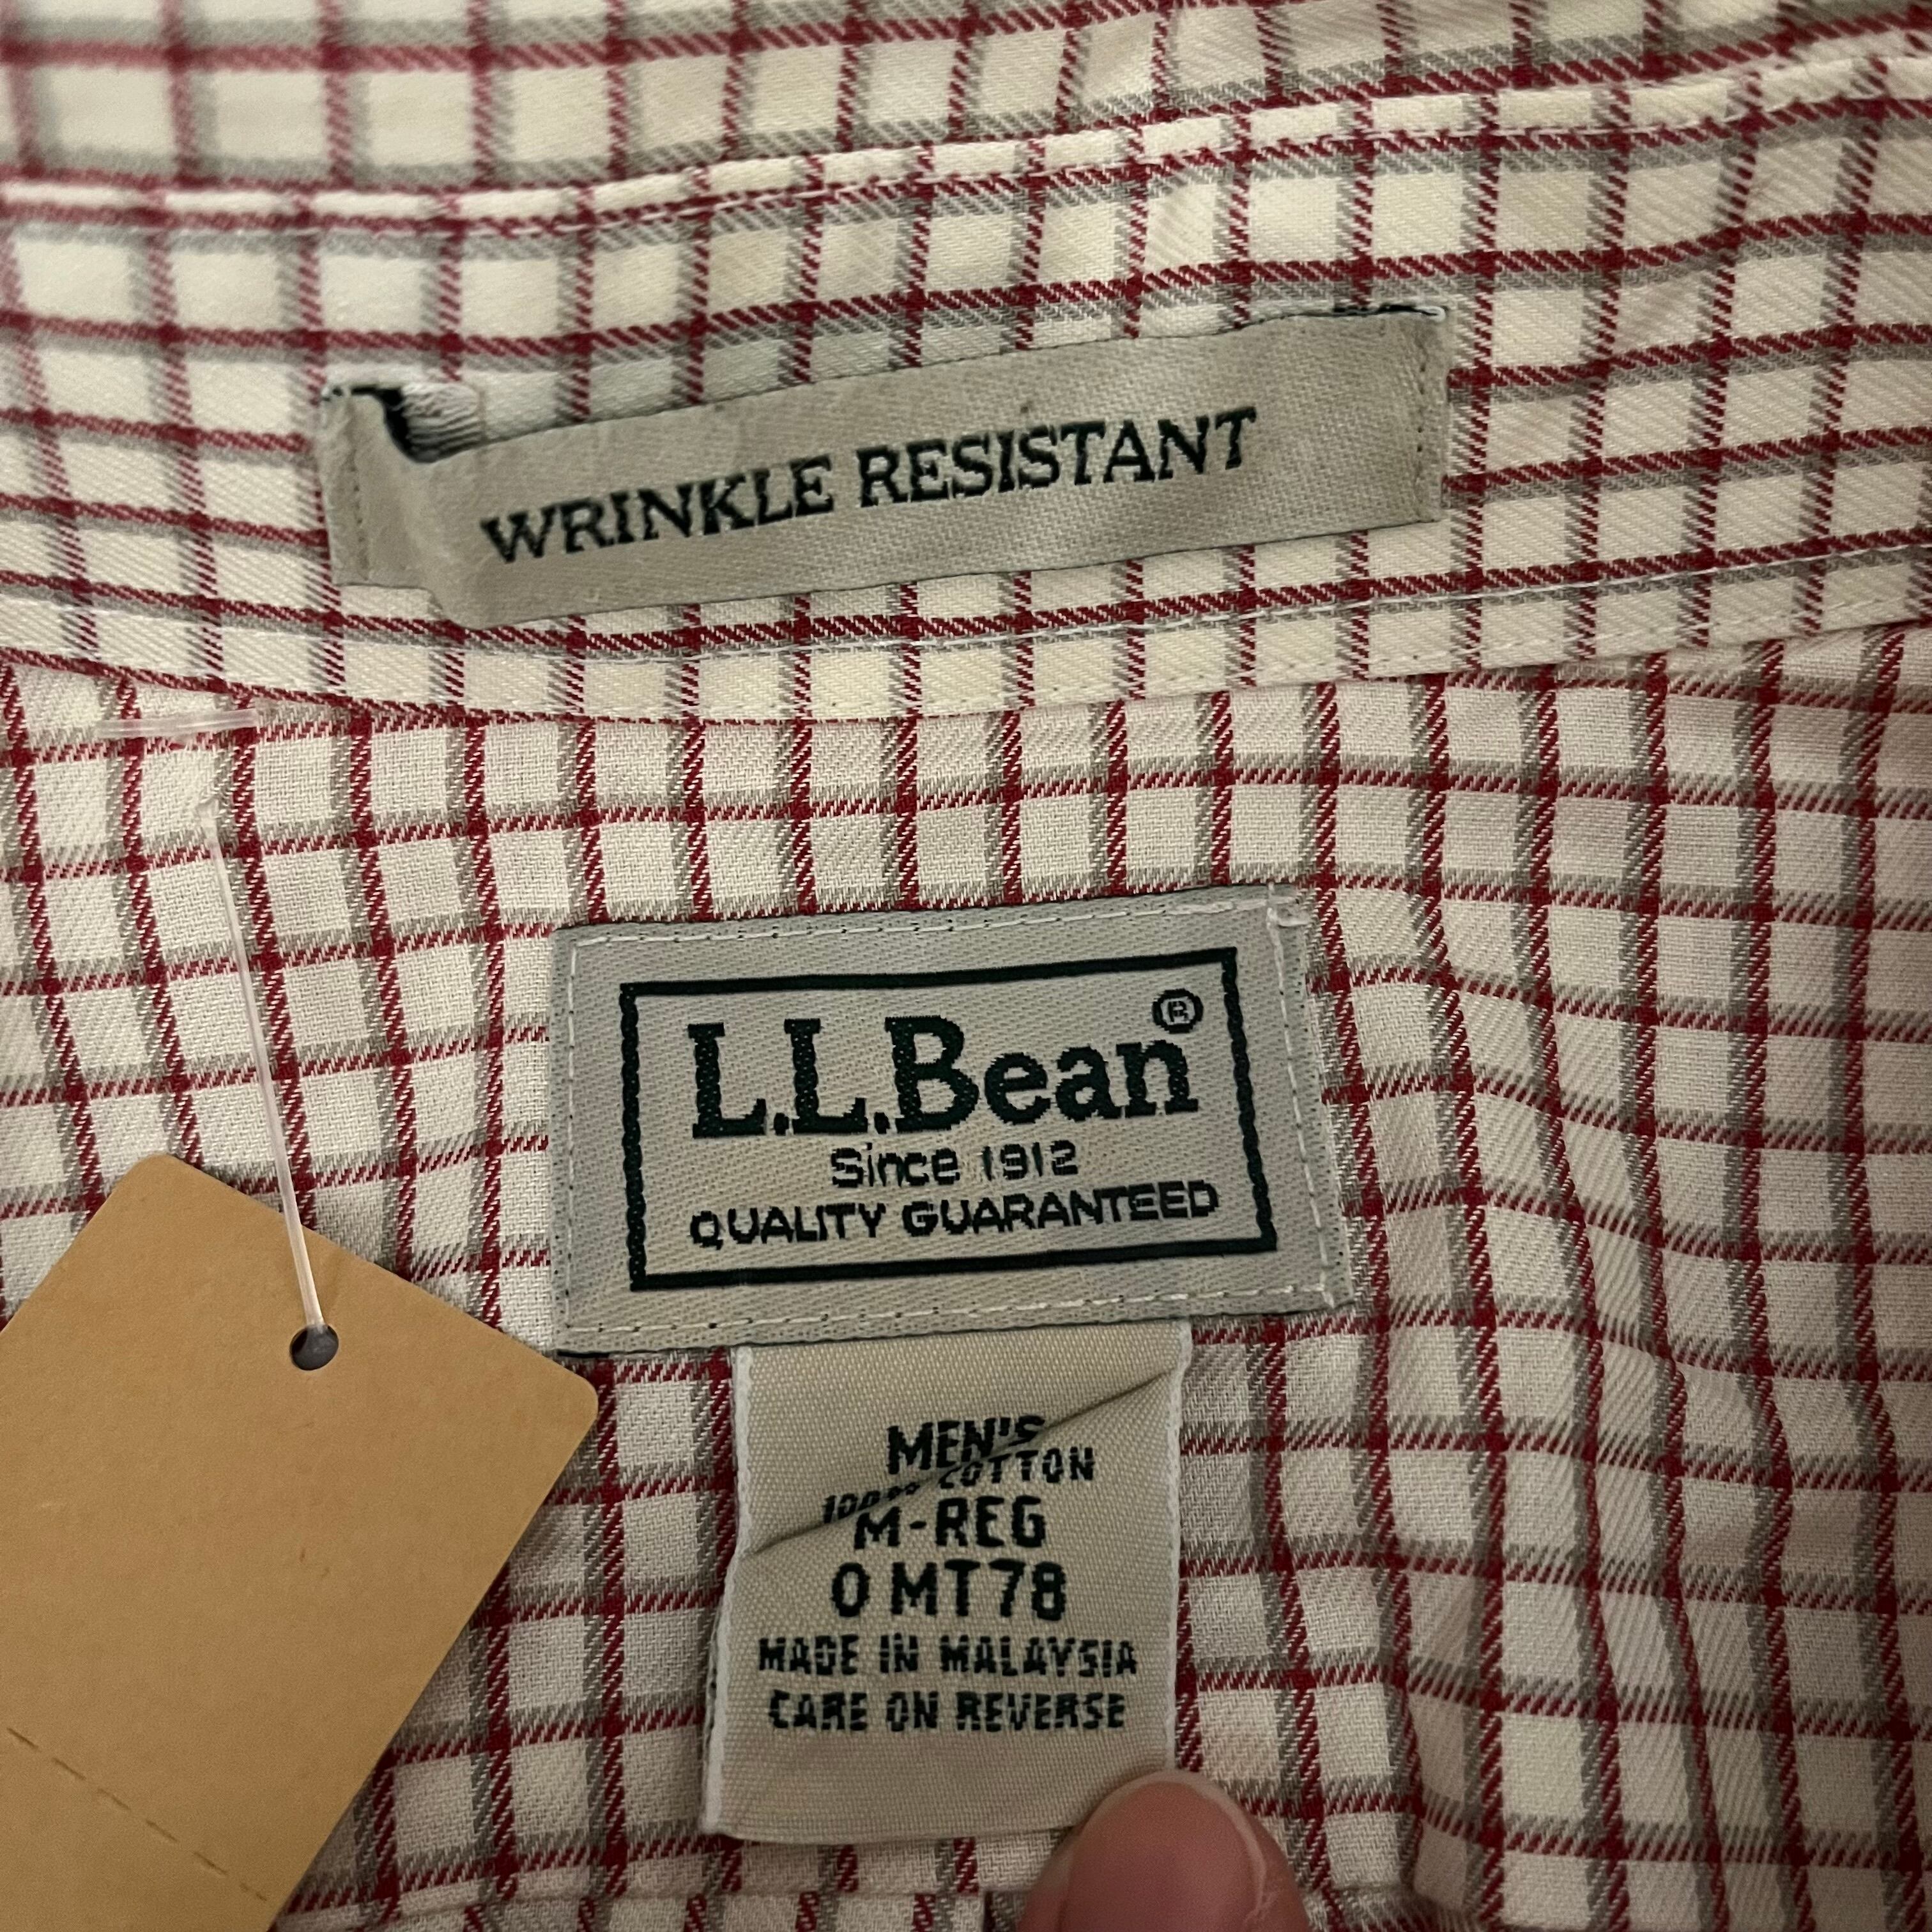 WRINKLE RESISTANT
L.L.Bean®
Since 1912
QUALITY GUARANTEED
MEN'S
100% COTTON
M-REG
0 MT78
MADE IN MALAYSIA
CARE ON REVERSE